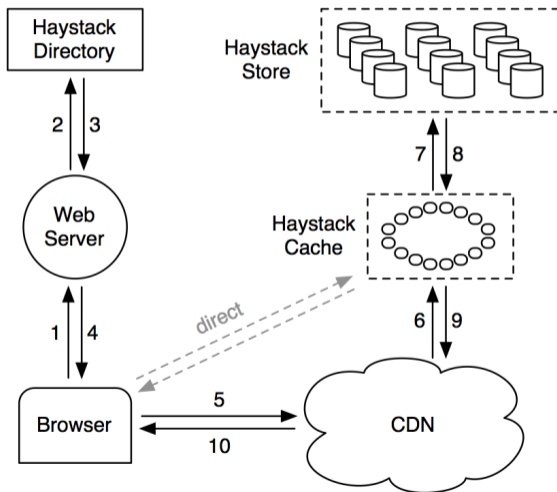 Haystack
Directory
Haystack
Store
2
3
7
8
Web
Server
Haystack
Cache
direct
1
4
6
9
5
Browser
10
CDN